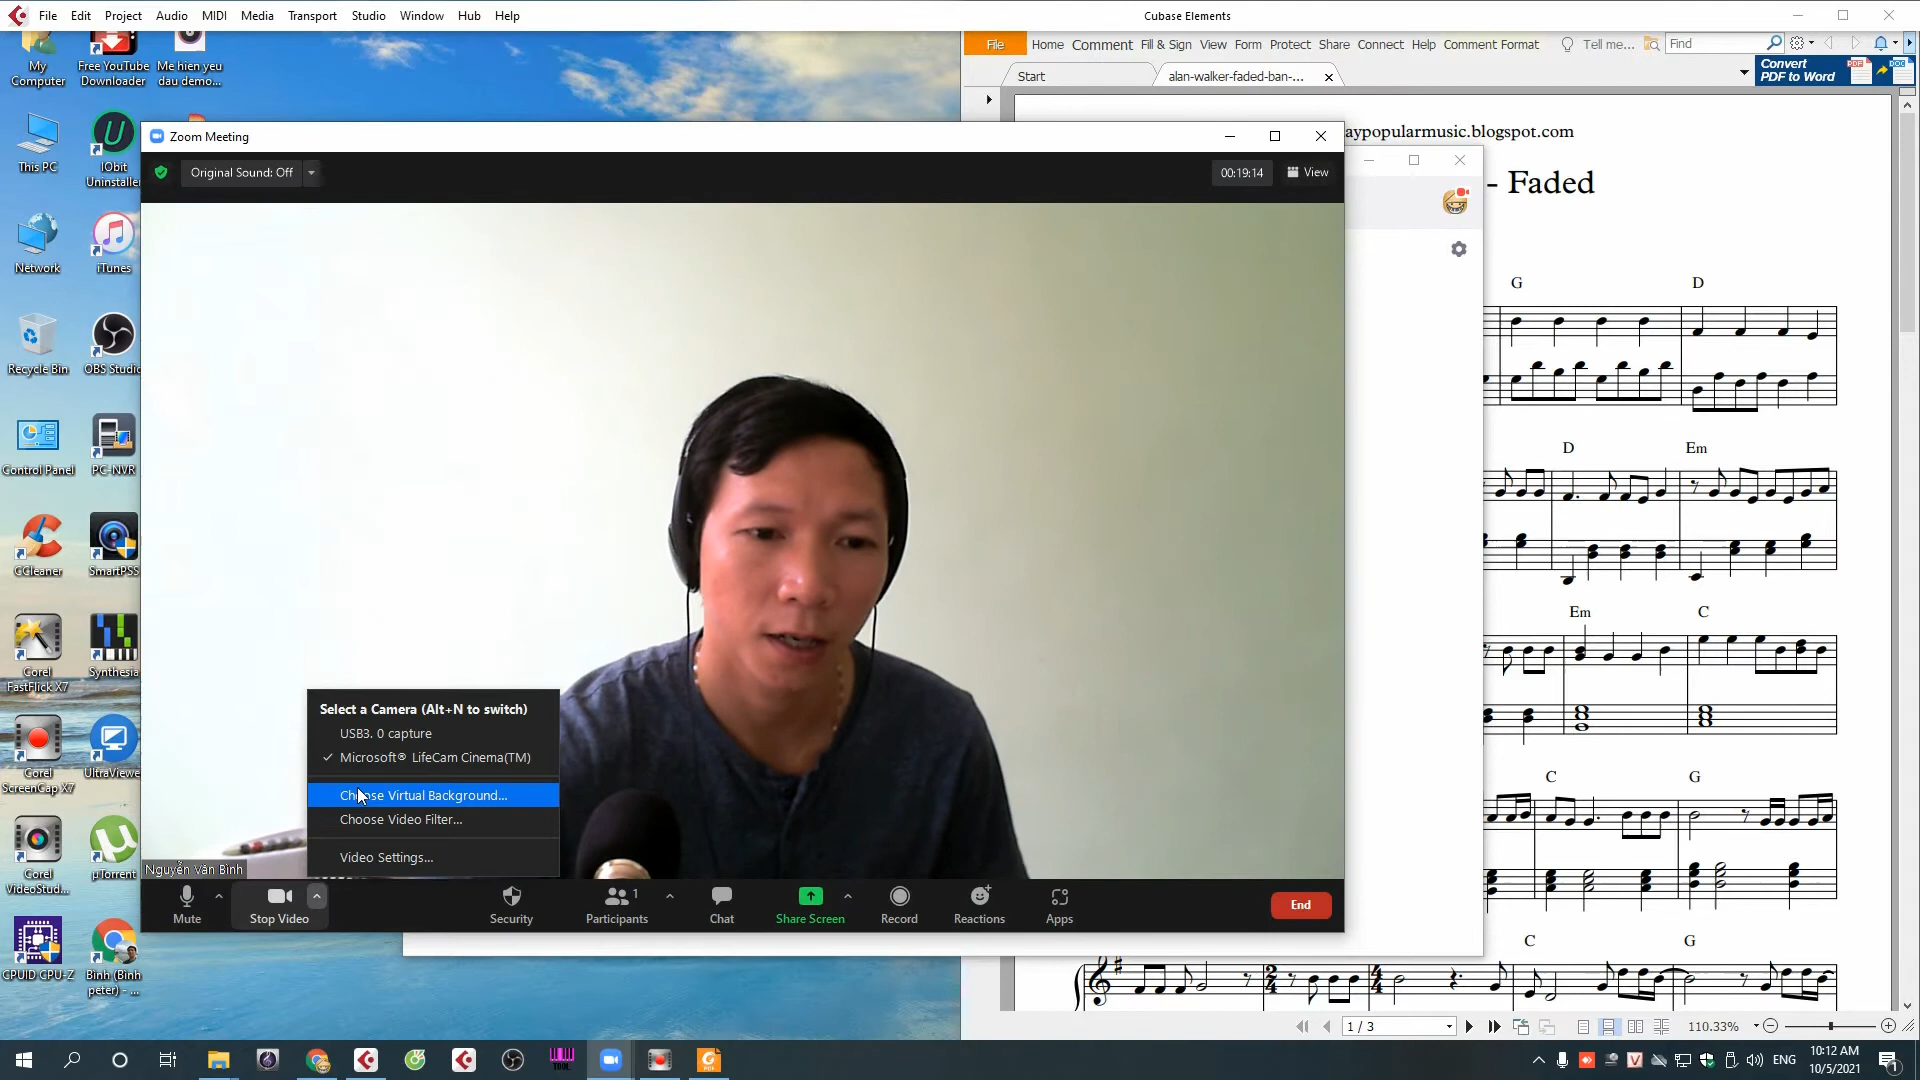 File Edit Project Audio MIDI Media Transport Studio Window Hub Help
Cubase Elements
My Computer
Free YouTube Downloader
Me hien yeu dau demo...
This PC
IObit Uninstaller
Network
iTunes
Recycle Bin
OBS Studio
Control Panel
PC-NVR
CCleaner
SmartPSS
Corel FastFlick X7
Synthesia
Corel ScreenCap X7
UltraViewer
Corel VideoStud...
µTorrent
CPUID CPU-Z
Bình (Binh peter) - ...
File Home Comment Fill & Sign View Form Protect Share Connect Help Comment Format Tell me... Find
Start
alan-walker-faded-ban-...
Convert
PDF to Word
PDF DOC
aypopularmusic.blogspot.com
- Faded
G D
D Em
Em C
C G
C G
Zoom Meeting
Original Sound: Off
00:19:14
View
Select a Camera (Alt+N to switch)
USB3. 0 capture
Microsoft® LifeCam Cinema(TM)
Choose Virtual Background...
Choose Video Filter...
Video Settings...
Nguyễn Văn Bình
Mute
Stop Video
Security
Participants 1
Chat
Share Screen
Record
Reactions
Apps
End
1 / 3
110.33%
ENG
10:12 AM
10/5/2021